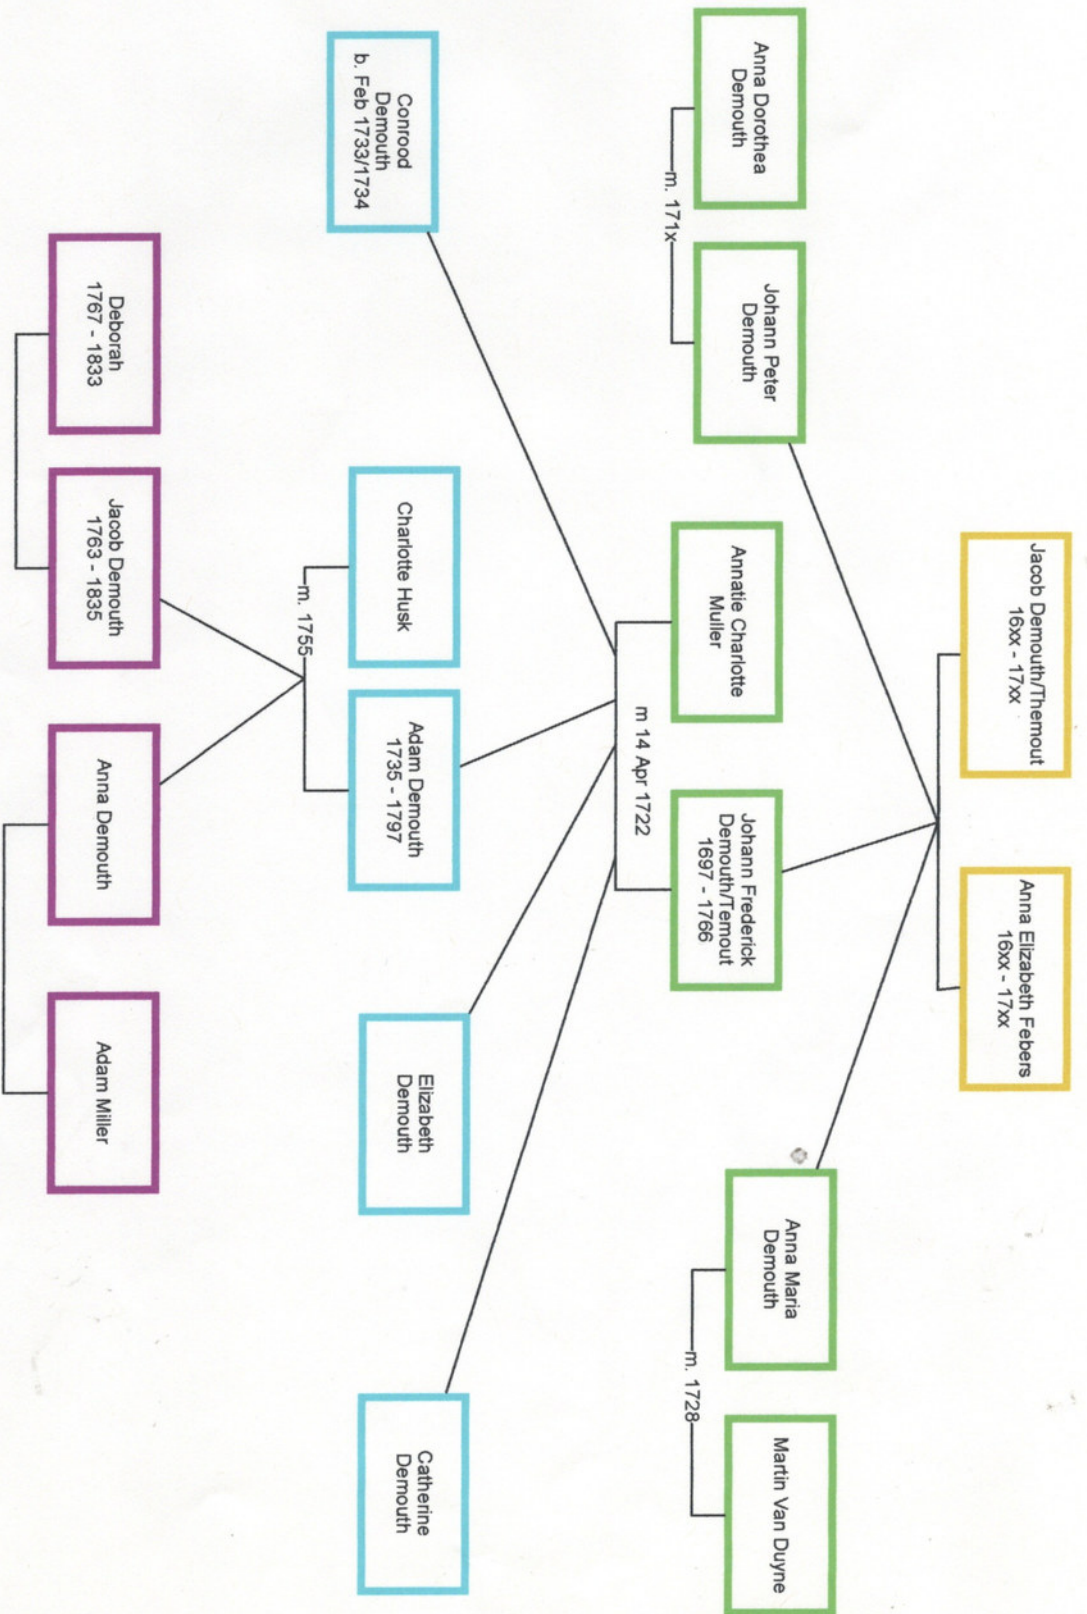 Jacob Demouth/Themout
16xx - 17xx
Anna Elizabeth Febers
16xx - 17xx
Anna Dorothea
Demouth
m. 171x
Johann Peter
Demouth
Annatie Charlotte
Muller
m 14 Apr 1722
Johann Frederick
Demouth/Temout
1697 - 1766
Anna Maria
Demouth
m. 1728
Martin Van Duyne
Conrood
Demouth
b. Feb 1733/1734
Charlotte Husk
m. 1755
Adam Demouth
1735 - 1797
Elizabeth
Demouth
Catherine
Demouth
Deborah
1767 - 1833
Jacob Demouth
1763 - 1835
Anna Demouth
Adam Miller